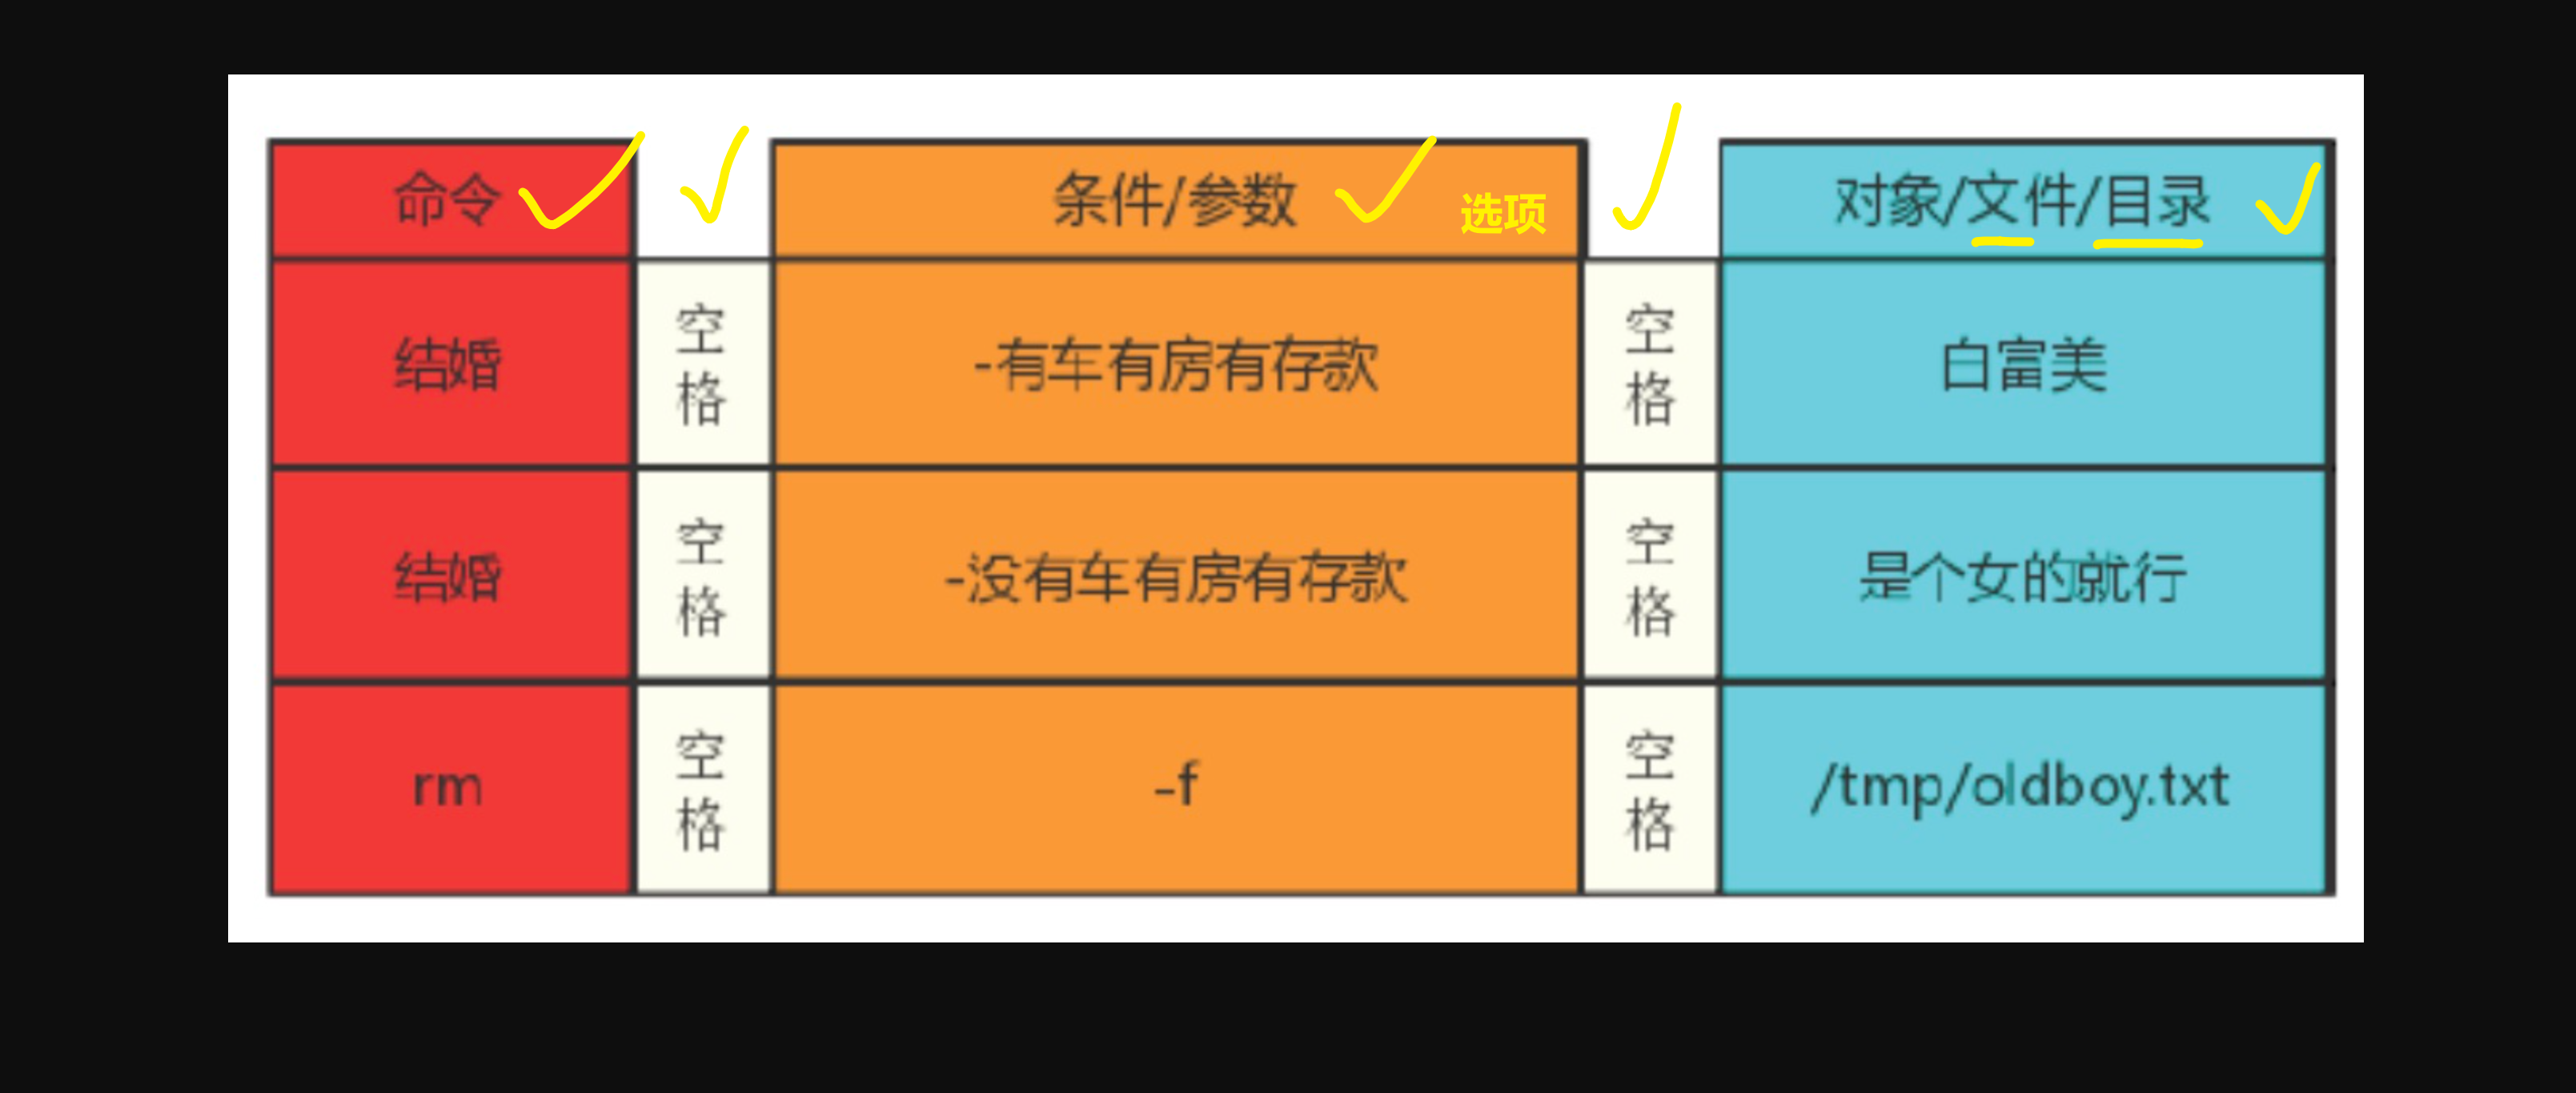 命令 条件/参数 选项 对象/文件/目录
结婚 空格 -有车有房有存款 空格 白富美
结婚 空格 -没有车有房有存款 空格 是个女的就行
rm 空格 -f 空格 /tmp/oldboy.txt